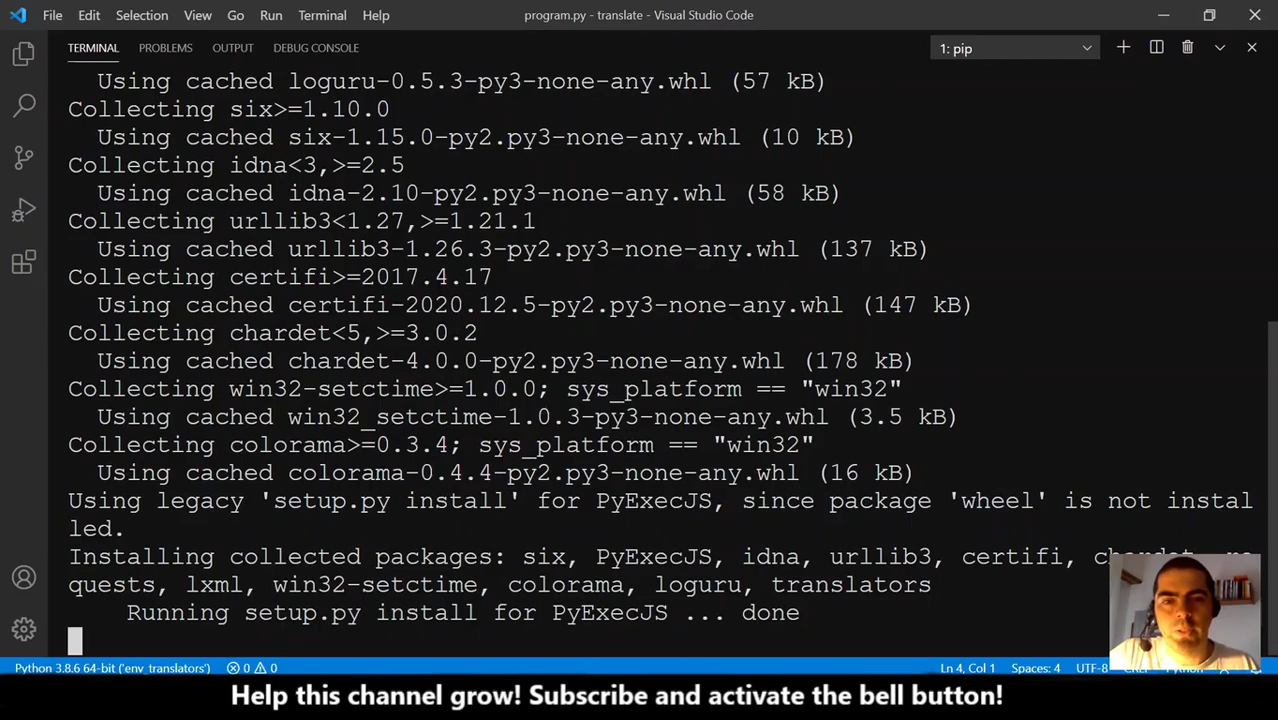 File Edit Selection View Go Run Terminal Help program.py - translate - Visual Studio Code
TERMINAL PROBLEMS OUTPUT DEBUG CONSOLE 1: pip
Using cached loguru-0.5.3-py3-none-any.whl (57 kB)
Collecting six>=1.10.0
Using cached six-1.15.0-py2.py3-none-any.whl (10 kB)
Collecting idna<3,>=2.5
Using cached idna-2.10-py2.py3-none-any.whl (58 kB)
Collecting urllib3<1.27,>=1.21.1
Using cached urllib3-1.26.3-py2.py3-none-any.whl (137 kB)
Collecting certifi>=2017.4.17
Using cached certifi-2020.12.5-py2.py3-none-any.whl (147 kB)
Collecting chardet<5,>=3.0.2
Using cached chardet-4.0.0-py2.py3-none-any.whl (178 kB)
Collecting win32-setctime>=1.0.0; sys_platform == "win32"
Using cached win32_setctime-1.0.3-py3-none-any.whl (3.5 kB)
Collecting colorama>=0.3.4; sys_platform == "win32"
Using cached colorama-0.4.4-py2.py3-none-any.whl (16 kB)
Using legacy 'setup.py install' for PyExecJS, since package 'wheel' is not instal
led.
Installing collected packages: six, PyExecJS, idna, urllib3, certifi,
quests, lxml, win32-setctime, colorama, loguru, translators
Running setup.py install for PyExecJS ... done
Python 3.8.6 64-bit ('env_translators') 0 0 Ln 4, Col 1 Spaces: 4 UTF-8
Help this channel grow! Subscribe and activate the bell button!